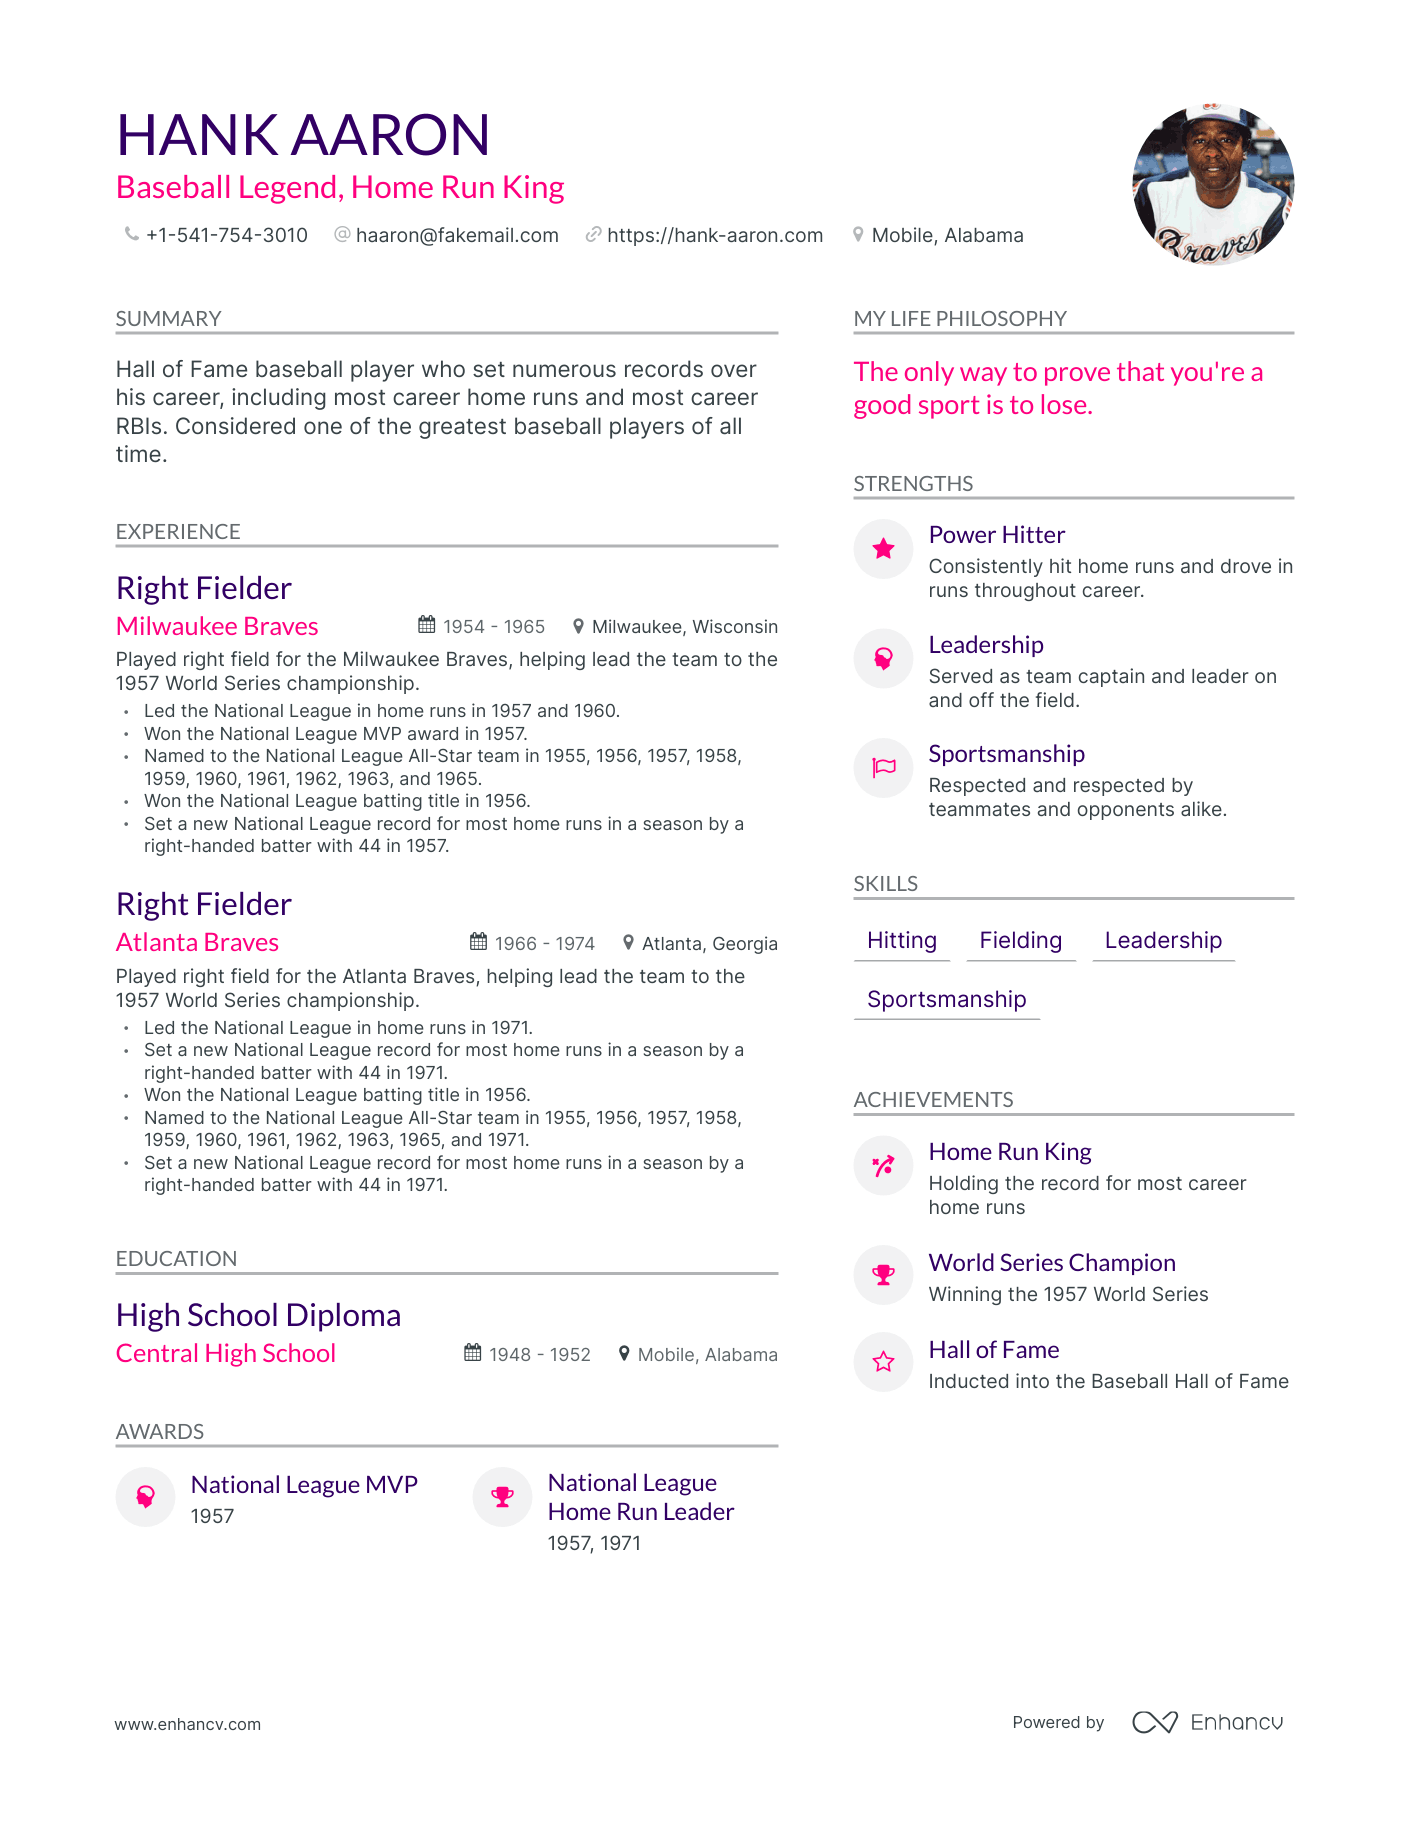 HANK AARON
Baseball Legend, Home Run King
+1-541-754-3010 haaron@fakemail.com https://hank-aaron.com Mobile, Alabama
Braves
SUMMARY
Hall of Fame baseball player who set numerous records over
his career, including most career home runs and most career
RBIs. Considered one of the greatest baseball players of all
time.
EXPERIENCE
Right Fielder
Milwaukee Braves 1954 - 1965 Milwaukee, Wisconsin
Played right field for the Milwaukee Braves, helping lead the team to the
1957 World Series championship.
• Led the National League in home runs in 1957 and 1960.
• Won the National League MVP award in 1957.
• Named to the National League All-Star team in 1955, 1956, 1957, 1958,
1959, 1960, 1961, 1962, 1963, and 1965.
• Won the National League batting title in 1956.
• Set a new National League record for most home runs in a season by a
right-handed batter with 44 in 1957.
Right Fielder
Atlanta Braves 1966 - 1974 Atlanta, Georgia
Played right field for the Atlanta Braves, helping lead the team to the
1957 World Series championship.
• Led the National League in home runs in 1971.
• Set a new National League record for most home runs in a season by a
right-handed batter with 44 in 1971.
• Won the National League batting title in 1956.
• Named to the National League All-Star team in 1955, 1956, 1957, 1958,
1959, 1960, 1961, 1962, 1963, 1965, and 1971.
• Set a new National League record for most home runs in a season by a
right-handed batter with 44 in 1971.
EDUCATION
High School Diploma
Central High School 1948 - 1952 Mobile, Alabama
AWARDS
National League MVP
1957
National League
Home Run Leader
1957, 1971
MY LIFE PHILOSOPHY
The only way to prove that you're a
good sport is to lose.
STRENGTHS
Power Hitter
Consistently hit home runs and drove in
runs throughout career.
Leadership
Served as team captain and leader on
and off the field.
Sportsmanship
Respected and respected by
teammates and opponents alike.
SKILLS
Hitting Fielding Leadership
Sportsmanship
ACHIEVEMENTS
Home Run King
Holding the record for most career
home runs
World Series Champion
Winning the 1957 World Series
Hall of Fame
Inducted into the Baseball Hall of Fame
www.enhancv.com
Powered by Enhancv